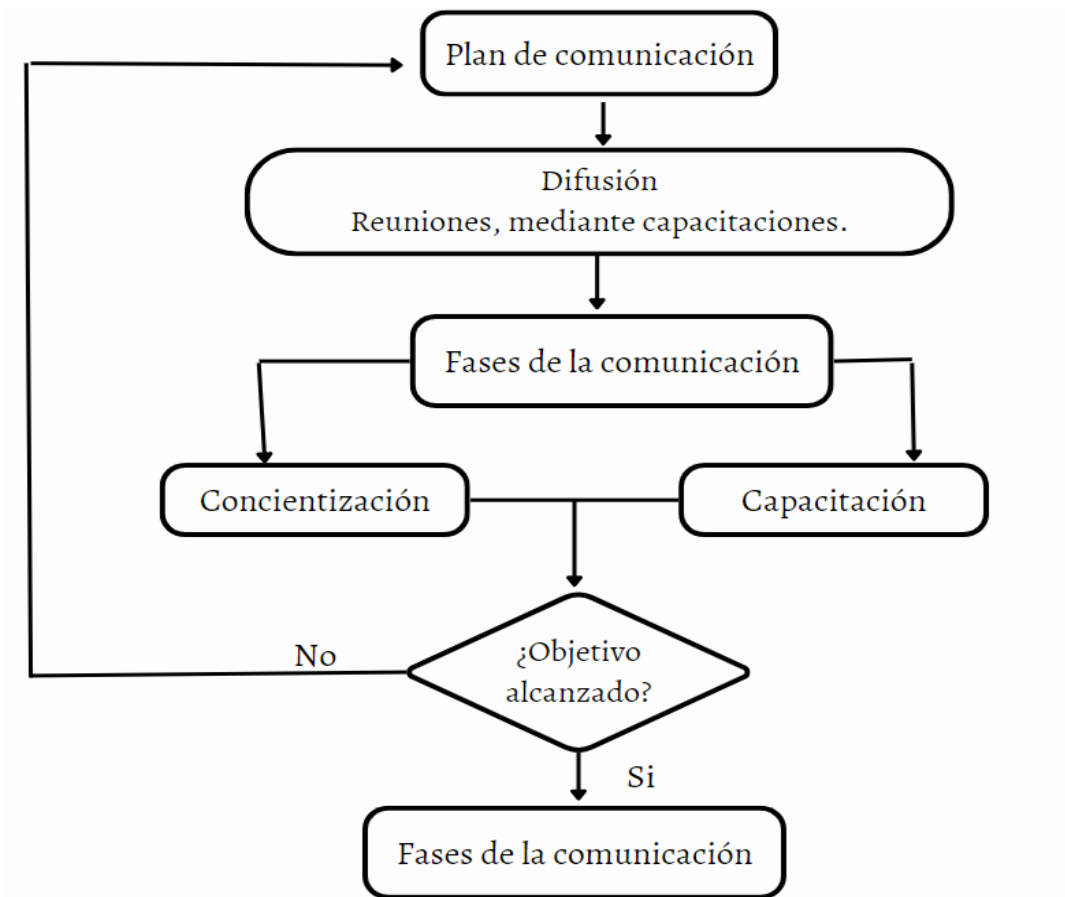 Plan de comunicación
Difusión
Reuniones, mediante capacitaciones.
Fases de la comunicación
Concientización
Capacitación
¿Objetivo
alcanzado?
No
Si
Fases de la comunicación